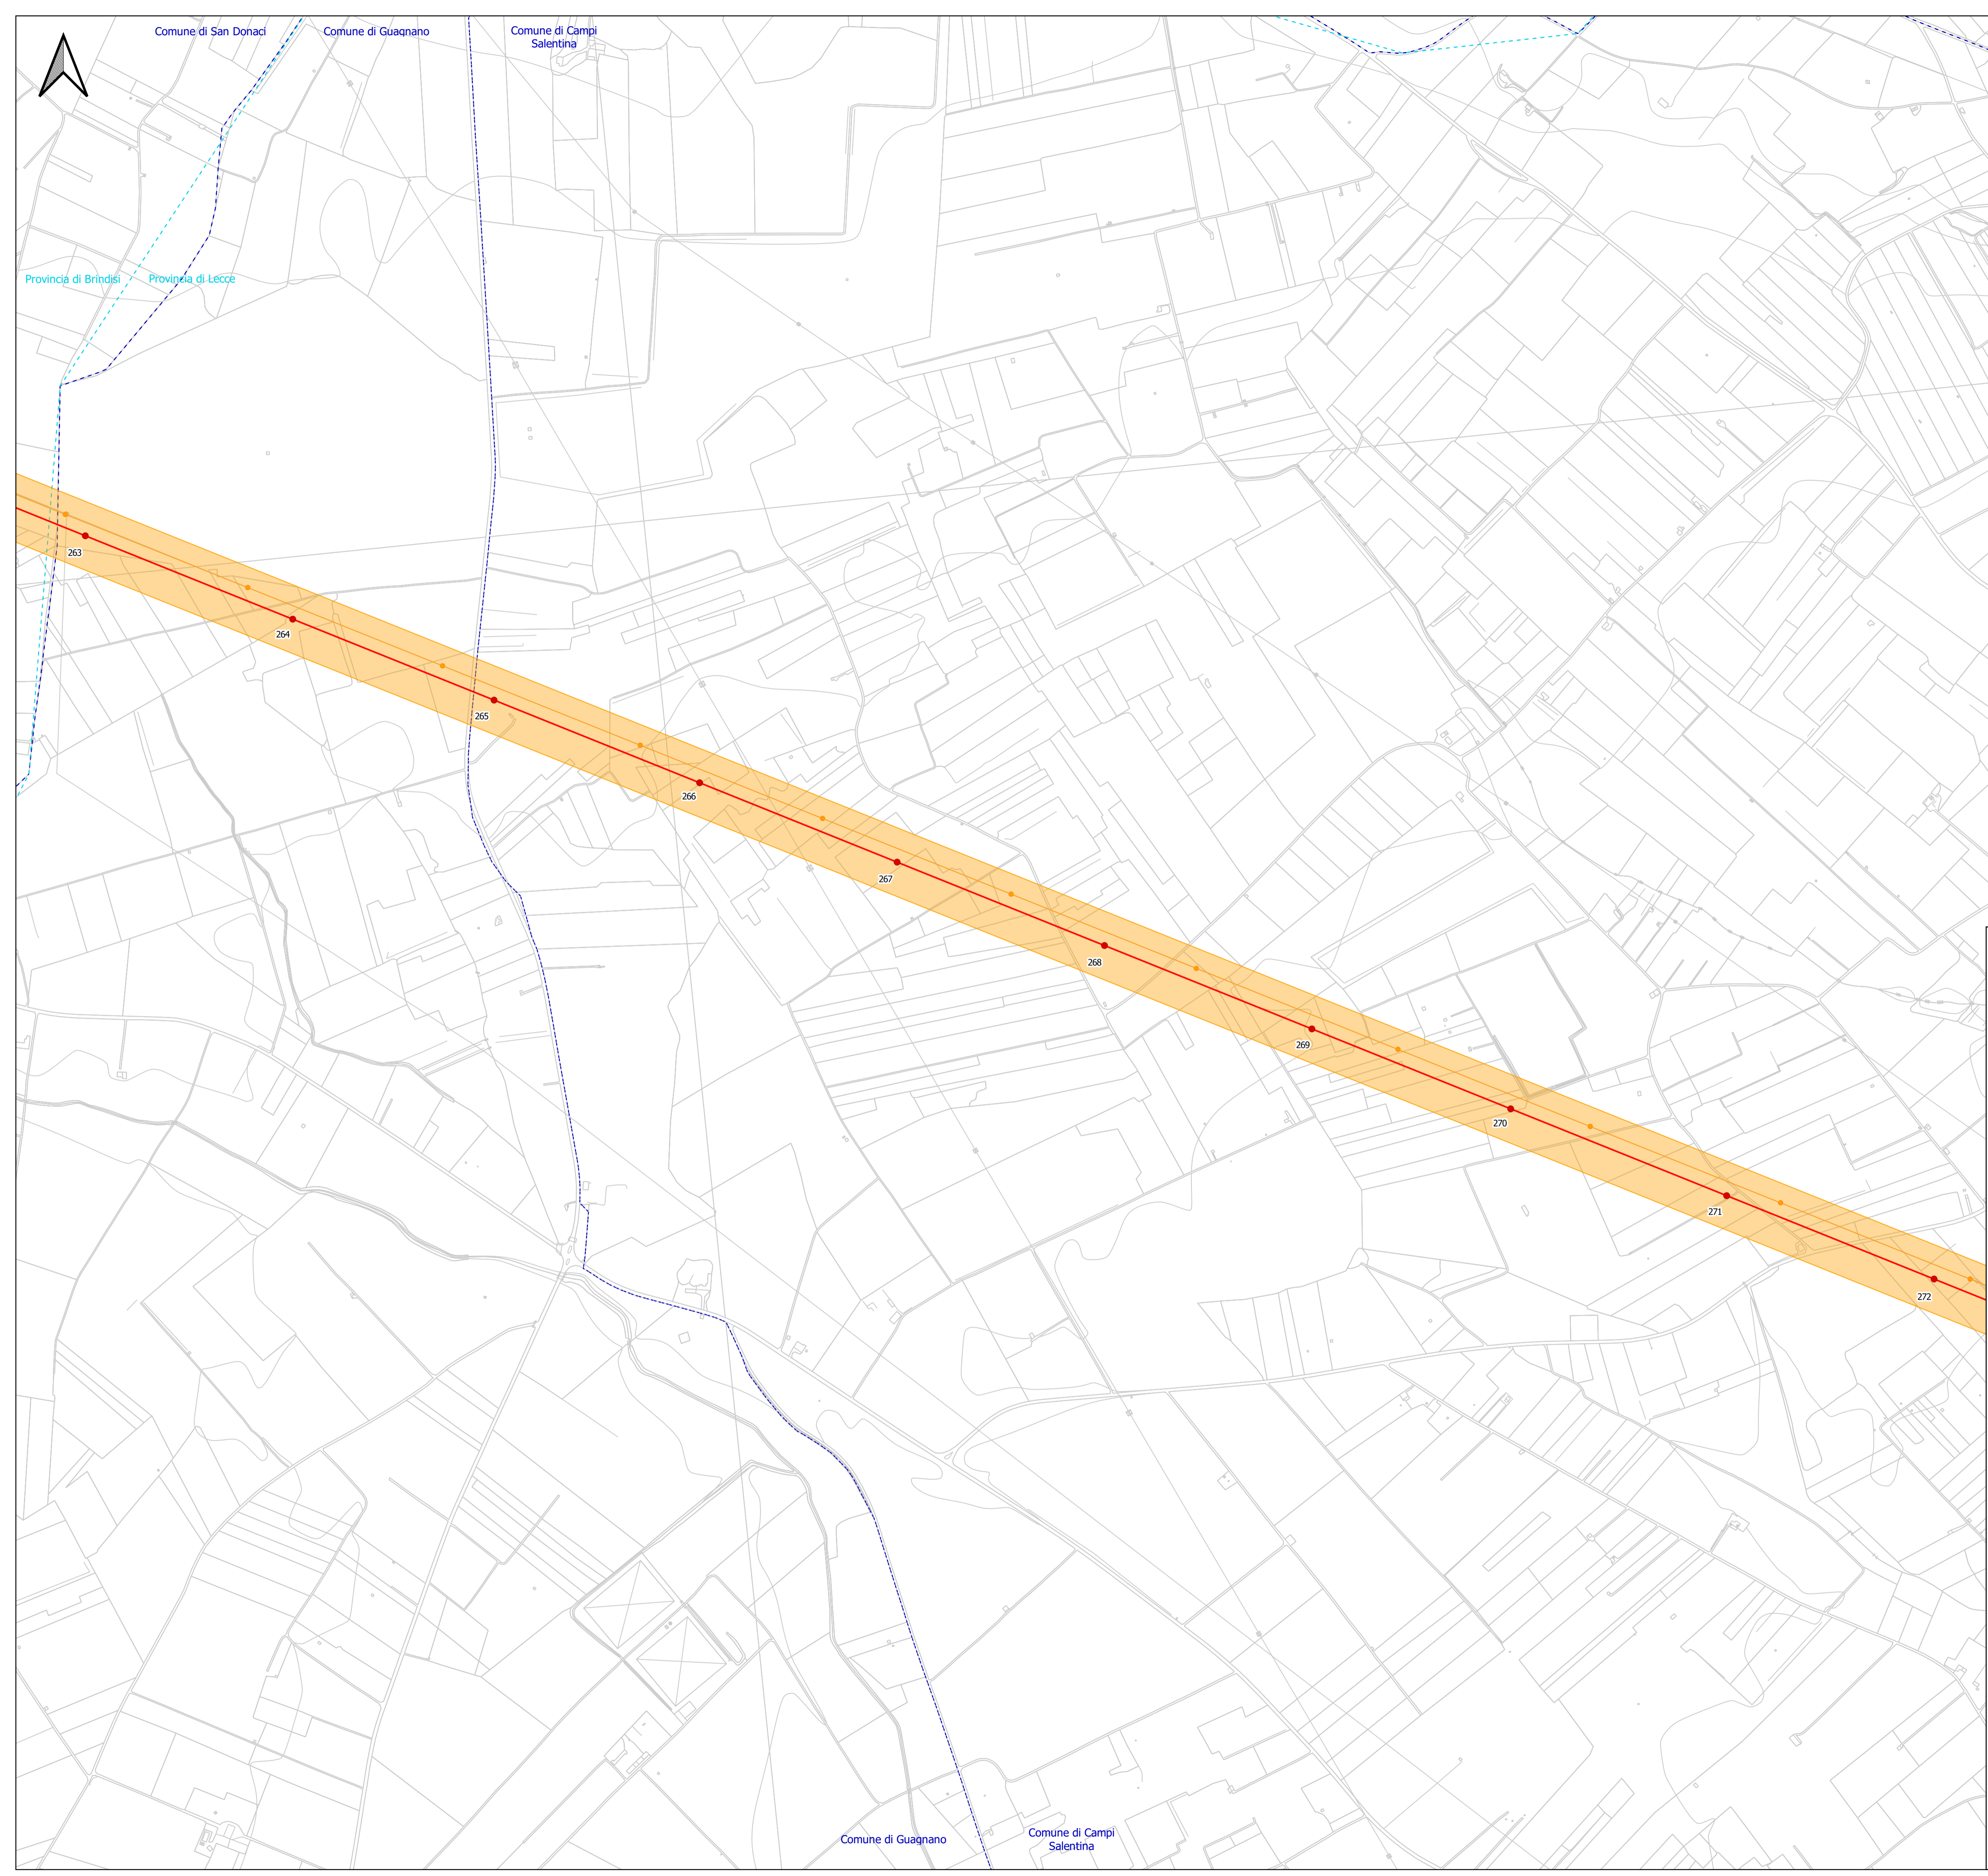 Comune di San Donaci
Comune di Guagnano
Comune di Campi
Salentina
Provincia di Brindisi
Provincia di Lecce
263
264
265
266
267
268
269
270
271
272
Comune di Guagnano
Comune di Campi
Salentina